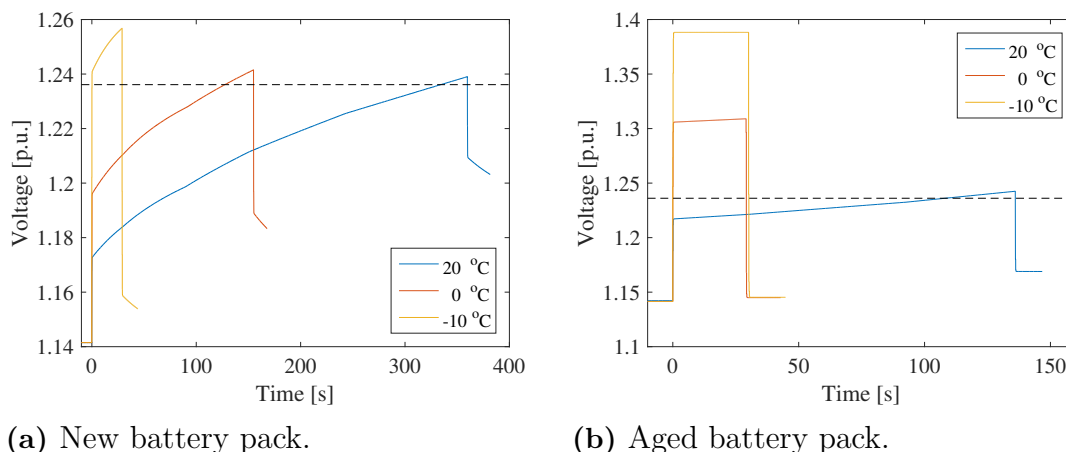 1.26
1.24
1.22
1.2
1.18
1.16
1.14
Voltage [p.u.]
20 °C
0 °C
-10 °C
0 100 200 300 400
Time [s]
(a) New battery pack.
1.4
1.35
1.3
1.25
1.2
1.15
1.1
Voltage [p.u.]
20 °C
0 °C
-10 °C
0 50 100 150
Time [s]
(b) Aged battery pack.